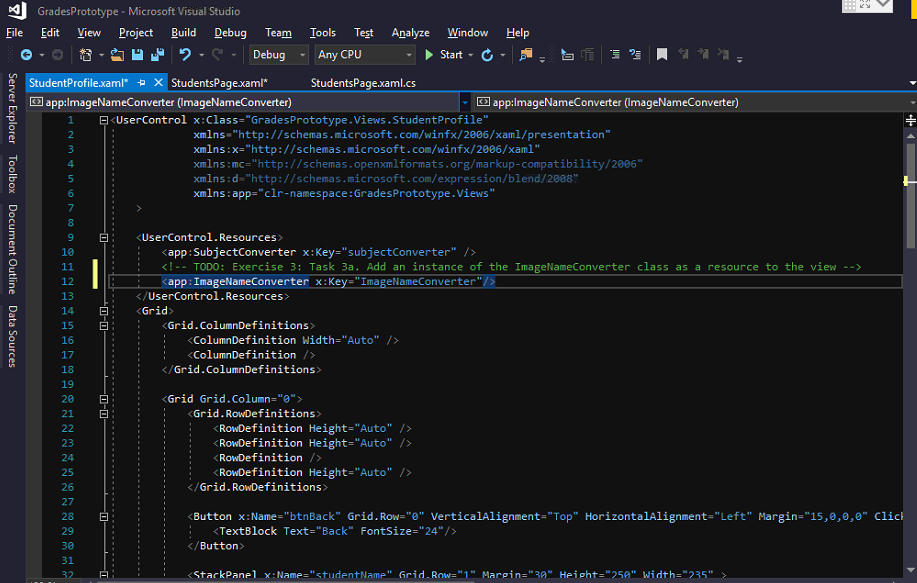 GradesPrototype - Microsoft Visual Studio
File Edit View Project Build Debug Team Tools Test Analyze Window Help
Debug Any CPU Start
StudentProfile.xaml* StudentsPage.xaml* StudentsPage.xaml.cs
app:ImageNameConverter (ImageNameConverter) app:ImageNameConverter (ImageNameConverter)
Server Explorer
Toolbox
Document Outline
Data Sources
1 <UserControl x:Class="GradesPrototype.Views.StudentProfile"
2 xmlns="http://schemas.microsoft.com/winfx/2006/xaml/presentation"
3 xmlns:x="http://schemas.microsoft.com/winfx/2006/xaml"
4 xmlns:mc="http://schemas.openxmlformats.org/markup-compatibility/2006"
5 xmlns:d="http://schemas.microsoft.com/expression/blend/2008"
6 xmlns:app="clr-namespace:GradesPrototype.Views"
7 >
8
9 <UserControl.Resources>
10 <app:SubjectConverter x:Key="subjectConverter" />
11 <!-- TODO: Exercise 3: Task 3a. Add an instance of the ImageNameConverter class as a resource to the view -->
12 <app:ImageNameConverter x:Key="ImageNameConverter"/>
13 </UserControl.Resources>
14 <Grid>
15 <Grid.ColumnDefinitions>
16 <ColumnDefinition Width="Auto" />
17 <ColumnDefinition />
18 </Grid.ColumnDefinitions>
19
20 <Grid Grid.Column="0">
21 <Grid.RowDefinitions>
22 <RowDefinition Height="Auto" />
23 <RowDefinition Height="Auto" />
24 <RowDefinition />
25 <RowDefinition Height="Auto" />
26 </Grid.RowDefinitions>
27
28 <Button x:Name="btnBack" Grid.Row="0" VerticalAlignment="Top" HorizontalAlignment="Left" Margin="15,0,0,0" Click
29 <TextBlock Text="Back" FontSize="24"/>
30 </Button>
31
32 <StackPanel x:Name="studentName" Grid.Row="1" Margin="30" Height="250" Width="235" >